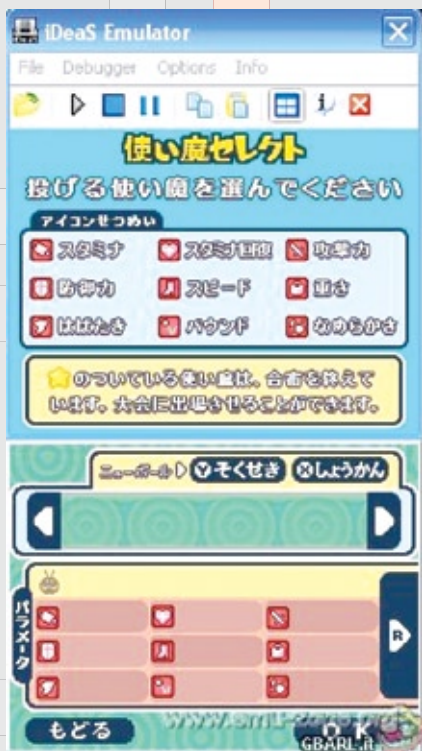 iDeaS Emulator
File Debugger Options Info
使い魔セレクト
投げる使い魔を選んでください
アイコンせつめい
スタミナ スタミナ回復 攻撃力
防御力 スピード 重さ
はばたき バウンド なめらかさ
のついている使い魔は、合宿を終えて
います。大会に出場させることができます。
ニューボール Yそくせき Xしょうかん
パラメータ
R
もどる
OK
GBARL.it